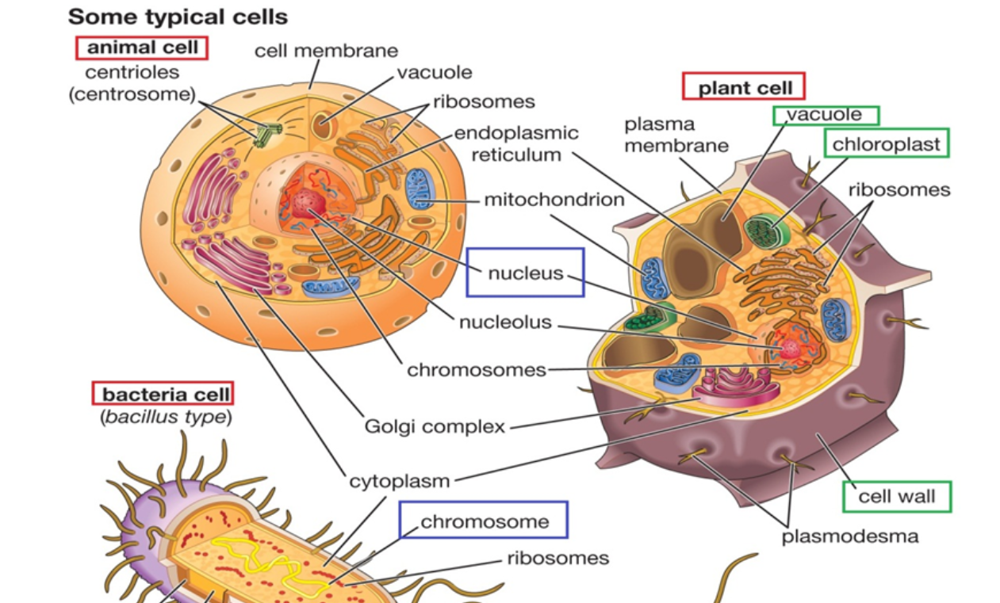 Some typical cells
animal cell
centrioles
(centrosome)
cell membrane
vacuole
ribosomes
endoplasmic
reticulum
mitochondrion
nucleus
nucleolus
chromosomes
Golgi complex
cytoplasm
plant cell
plasma
membrane
vacuole
chloroplast
ribosomes
cell wall
plasmodesma
bacteria cell
(bacillus type)
chromosome
ribosomes